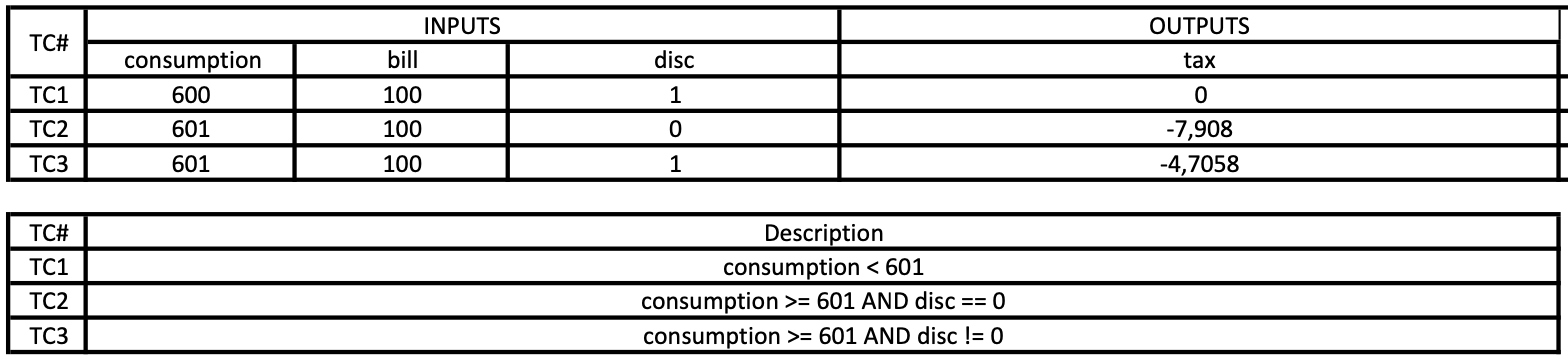 TC# INPUTS OUTPUTS
consumption bill disc tax
TC1 600 100 1 0
TC2 601 100 0 -7,908
TC3 601 100 1 -4,7058
TC# Description
TC1 consumption < 601
TC2 consumption >= 601 AND disc == 0
TC3 consumption >= 601 AND disc != 0